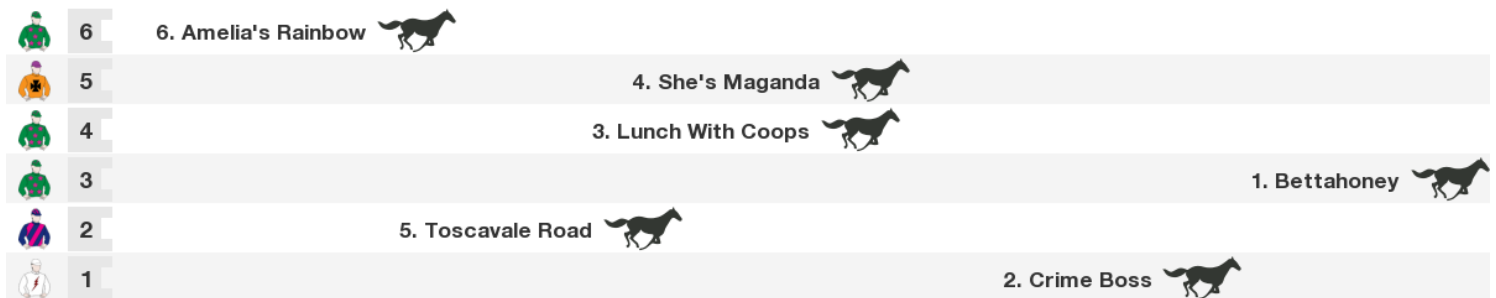 6 6. Amelia's Rainbow
5 4. She's Maganda
4 3. Lunch With Coops
3 1. Bettahoney
2 5. Toscavale Road
1 2. Crime Boss